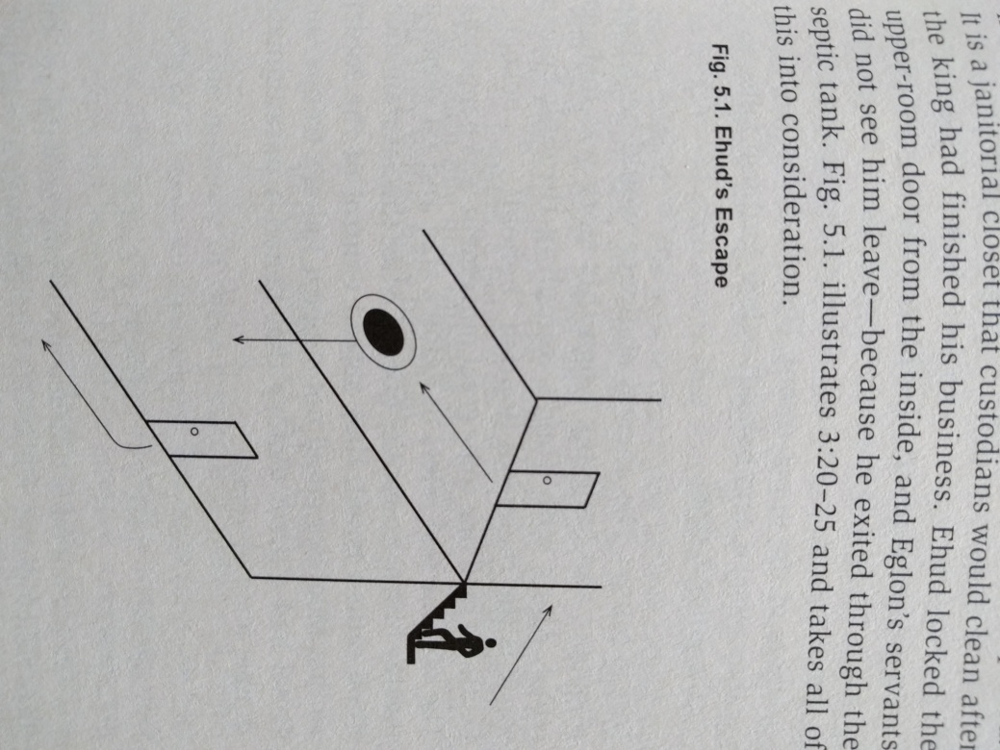 It is a janitorial closet that custodians would clean after
the king had finished his business. Ehud locked the
upper-room door from the inside, and Eglon's servants
did not see him leave—because he exited through the
septic tank. Fig. 5.1. illustrates 3:20–25 and takes all of
this into consideration.
Fig. 5.1. Ehud's Escape